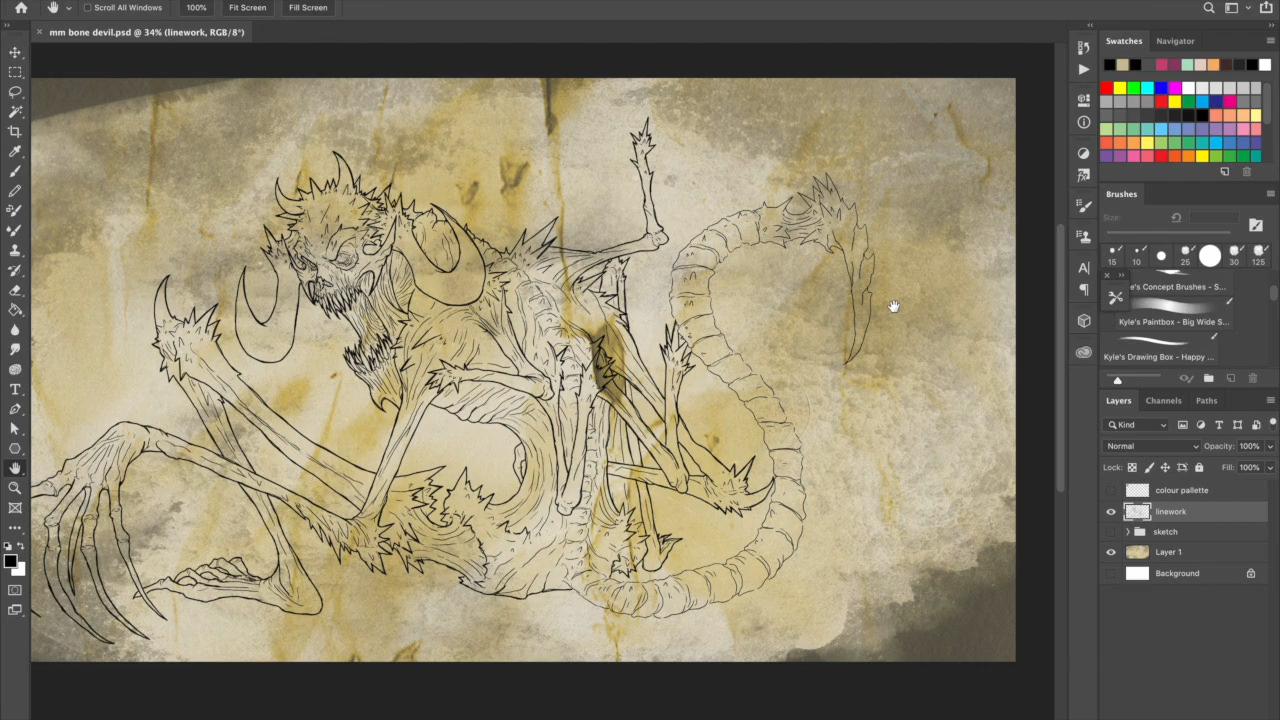 Scroll All Windows
100%
Fit Screen
Fill Screen
mm bone devil.psd @ 34% (linework, RGB/8*)
Swatches
Navigator
Brushes
Size:
15
10
25
30
125
e's Concept Brushes - S...
Kyle's Paintbox - Big Wide S...
Kyle's Drawing Box - Happy ...
Layers
Channels
Paths
Kind
Normal
Opacity: 100%
Lock:
Fill: 100%
colour pallette
linework
sketch
Layer 1
Background